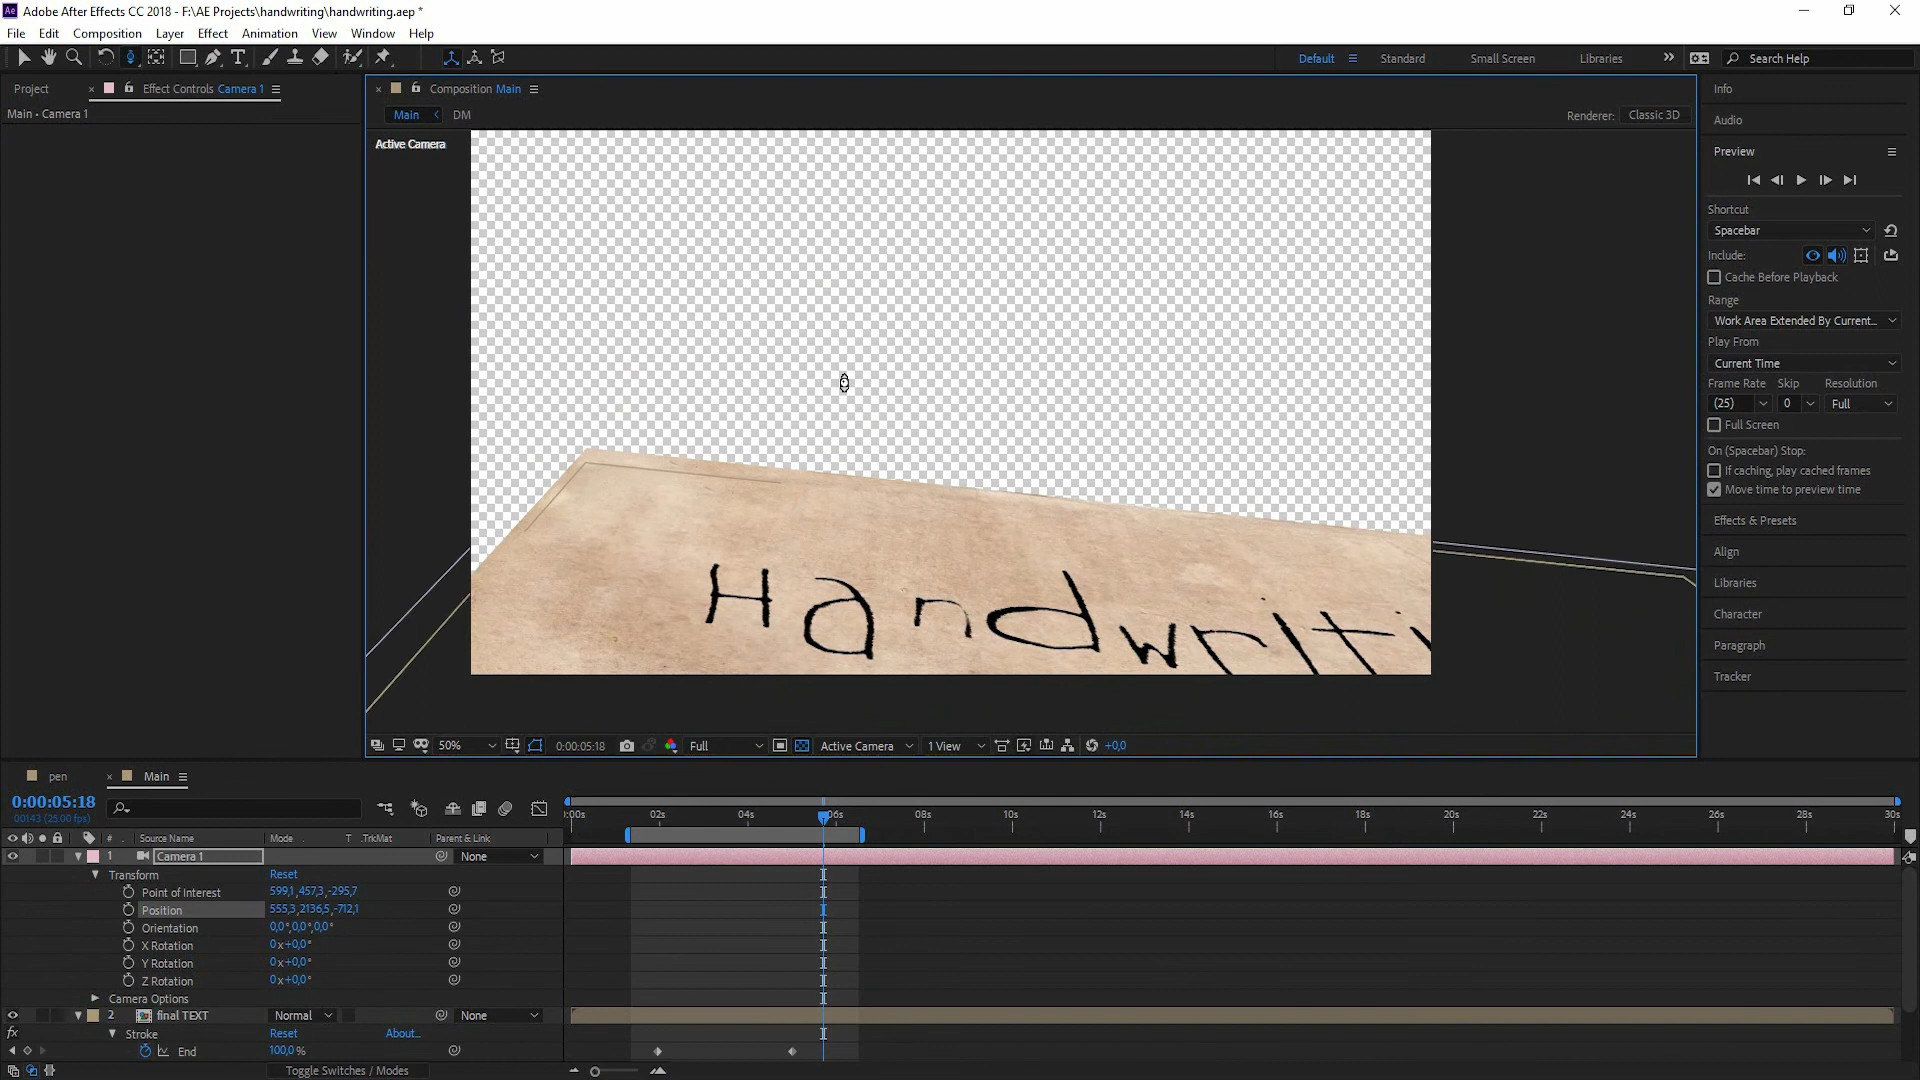 Adobe After Effects CC 2018 - F:\AE Projects\handwriting\handwriting.aep *
File Edit Composition Layer Effect Animation View Window Help
Default Standard Small Screen Libraries Search Help
Project Effect Controls Camera 1
Main • Camera 1
Composition Main
Main DM
Renderer: Classic 3D
Active Camera
Handwriti
50% 0:00:05:18 Full Active Camera 1 View +0,0
Info
Audio
Preview
Shortcut
Spacebar
Include:
Cache Before Playback
Range
Work Area Extended By Current...
Play From
Current Time
Frame Rate Skip Resolution
(25) 0 Full
Full Screen
On (Spacebar) Stop:
If caching, play cached frames
Move time to preview time
Effects & Presets
Align
Libraries
Character
Paragraph
Tracker
pen Main
0:00:05:18
00143 (25.00 fps)
:00s 02s 04s 06s 08s 10s 12s 14s 16s 18s 20s 22s 24s 26s 28s 30s
# Source Name Mode T .TrkMat Parent & Link
1 Camera 1 None
Transform Reset
Point of Interest 599,1,457,3,-295,7
Position 555,3,2136,5,-712,1
Orientation 0,0°,0,0°,0,0°
X Rotation 0x+0,0°
Y Rotation 0x+0,0°
Z Rotation 0x+0,0°
Camera Options
2 final TEXT Normal None
fx Stroke Reset About...
End 100,0 %
Toggle Switches / Modes